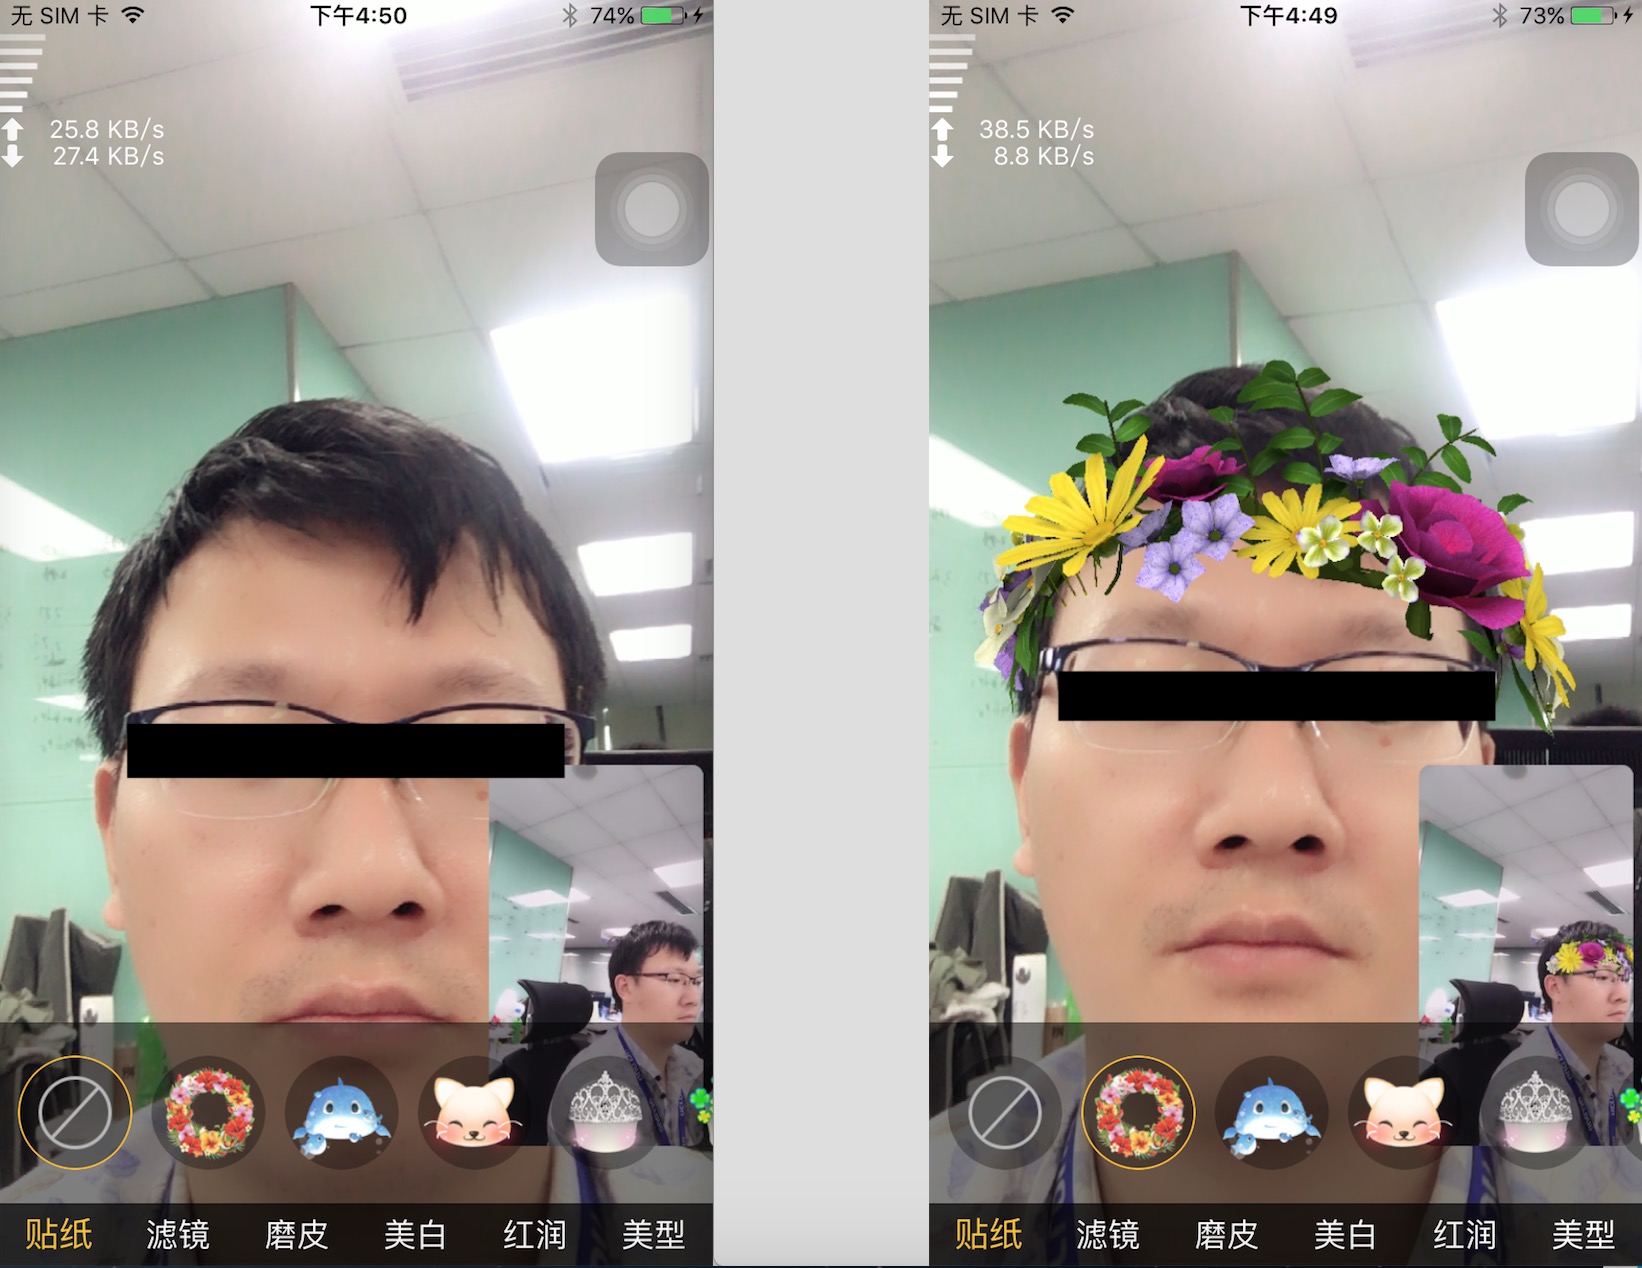 无 SIM 卡 下午4:50 74%
25.8 KB/s
27.4 KB/s
贴纸 滤镜 磨皮 美白 红润 美型
无 SIM 卡 下午4:49 73%
38.5 KB/s
8.8 KB/s
贴纸 滤镜 磨皮 美白 红润 美型